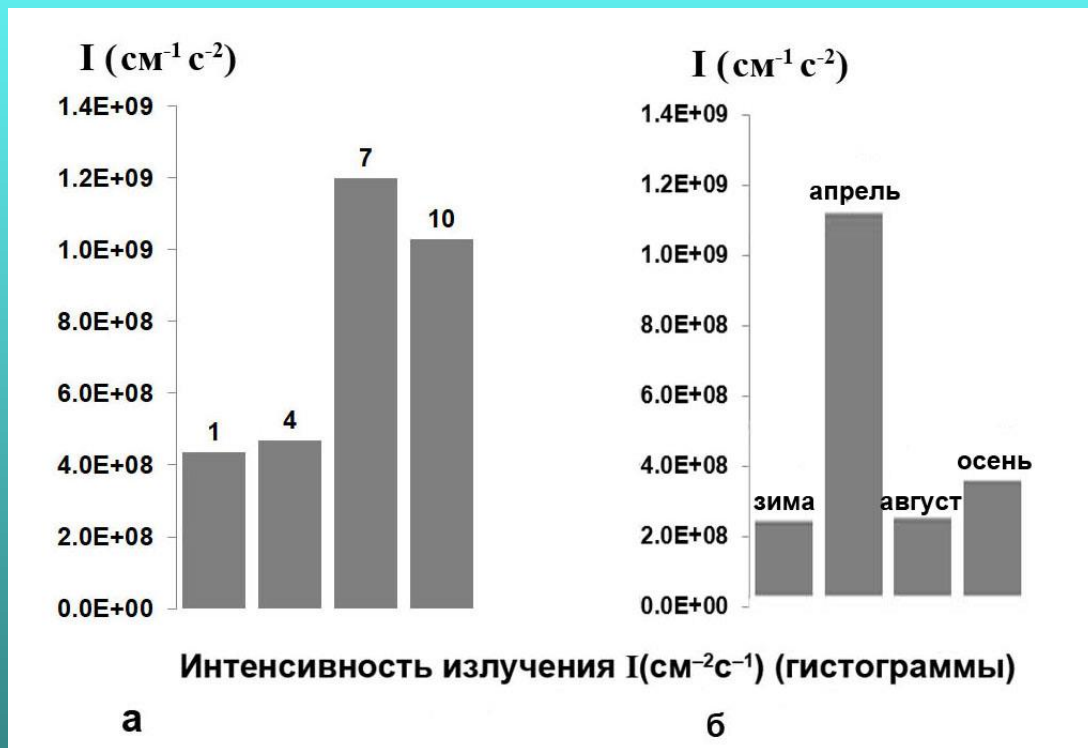 I (см⁻¹ с⁻²)
1.4E+09
1.2E+09
1.0E+09
8.0E+08
6.0E+08
4.0E+08
2.0E+08
0.0E+00
1
4
7
10
I (см⁻¹ с⁻²)
1.4E+09
1.2E+09
1.0E+09
8.0E+08
6.0E+08
4.0E+08
2.0E+08
0.0E+00
зима
апрель
август
осень
Интенсивность излучения I(см⁻²с⁻¹) (гистограммы)
а
б